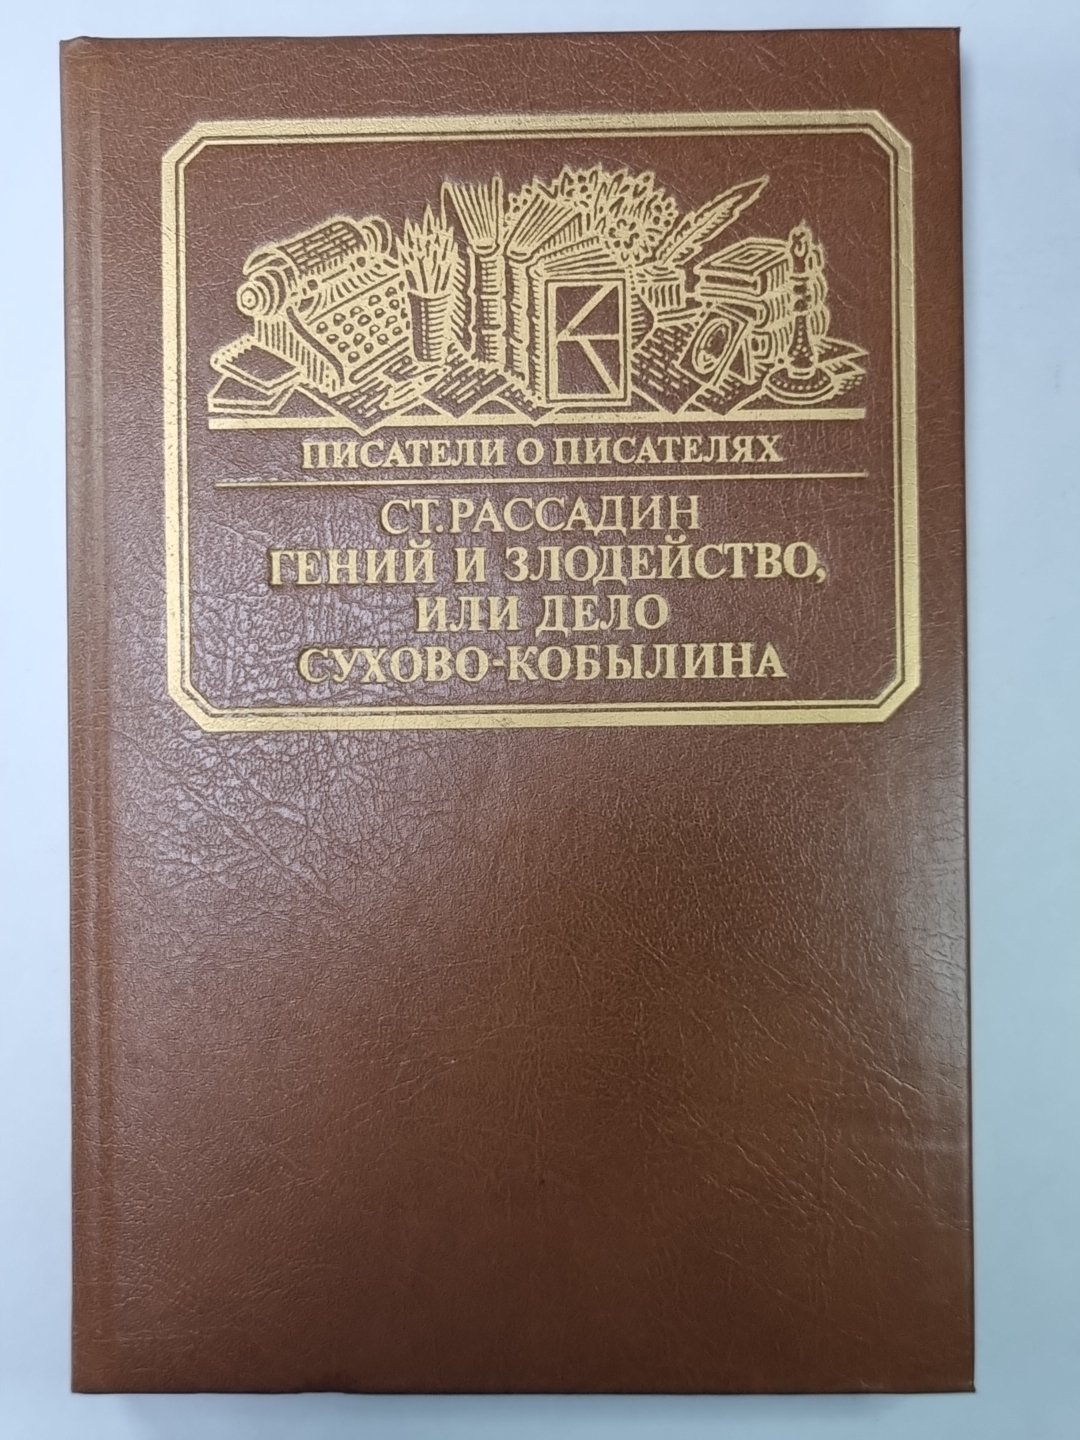 ПИСАТЕЛИ О ПИСАТЕЛЯХ
СТ. РАССАДИН
ГЕНИЙ И ЗЛОДЕЙСТВО,
ИЛИ ДЕЛО
СУХОВО-КОБЫЛИНА